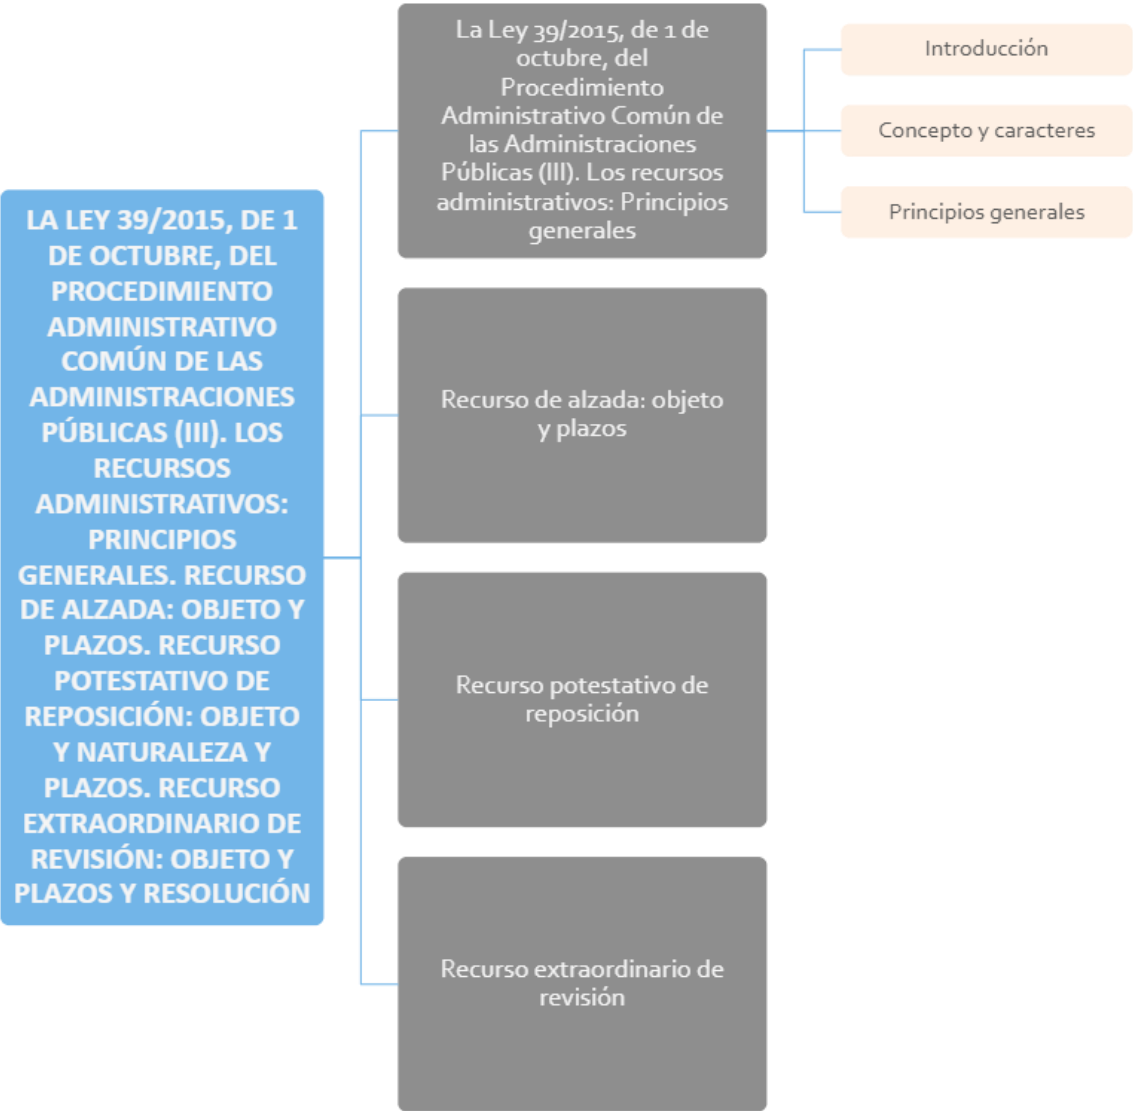 LA LEY 39/2015, DE 1
DE OCTUBRE, DEL
PROCEDIMIENTO
ADMINISTRATIVO
COMÚN DE LAS
ADMINISTRACIONES
PÚBLICAS (III). LOS
RECURSOS
ADMINISTRATIVOS:
PRINCIPIOS
GENERALES. RECURSO
DE ALZADA: OBJETO Y
PLAZOS. RECURSO
POTESTATIVO DE
REPOSICIÓN: OBJETO
Y NATURALEZA Y
PLAZOS. RECURSO
EXTRAORDINARIO DE
REVISIÓN: OBJETO Y
PLAZOS Y RESOLUCIÓN
La Ley 39/2015, de 1 de
octubre, del
Procedimiento
Administrativo Común de
las Administraciones
Públicas (III). Los recursos
administrativos: Principios
generales
Introducción
Concepto y caracteres
Principios generales
Recurso de alzada: objeto
y plazos
Recurso potestativo de
reposición
Recurso extraordinario de
revisión